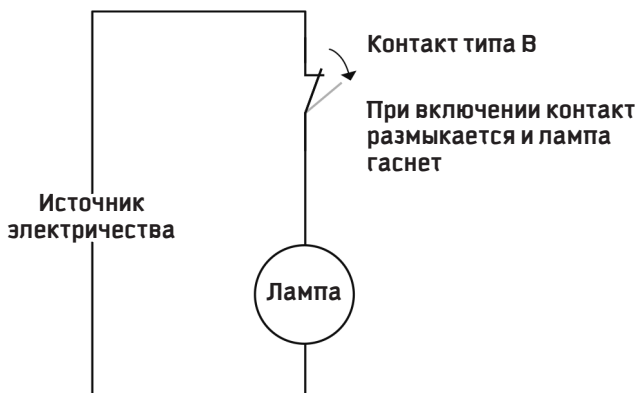 Контакт типа B
При включении контакт
размыкается и лампа
гаснет
Источник
электричества
Лампа